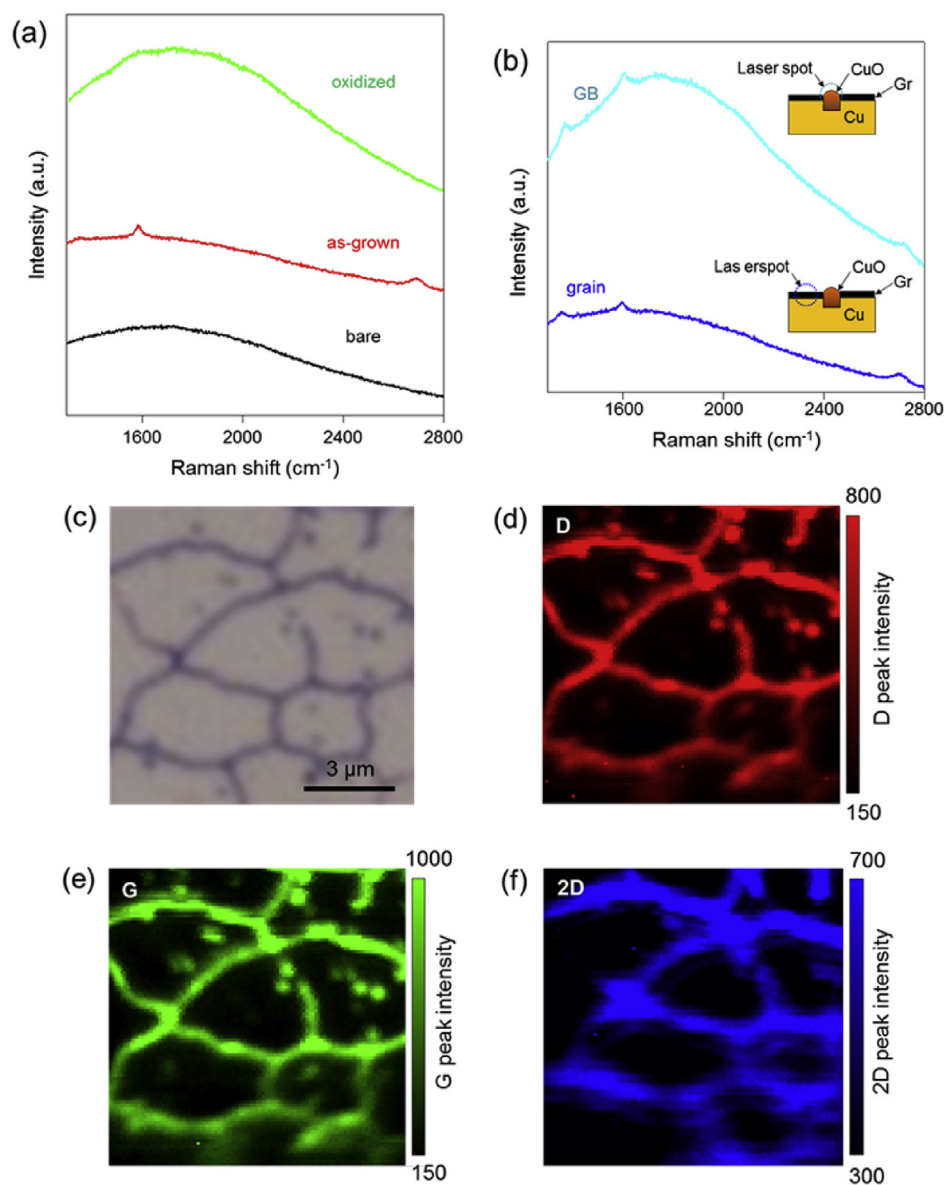 (a)
oxidized
as-grown
bare
Intensity (a.u.)
1600 2000 2400 2800
Raman shift (cm⁻¹)
(b)
GB
Laser spot
CuO
Gr
Cu
grain
Las erspot
CuO
Gr
Cu
Intensity (a.u.)
1600 2000 2400 2800
Raman shift (cm⁻¹)
(c)
3 µm
(d)
D
800
D peak intensity
150
(e)
G
1000
G peak intensity
150
(f)
2D
700
2D peak intensity
300